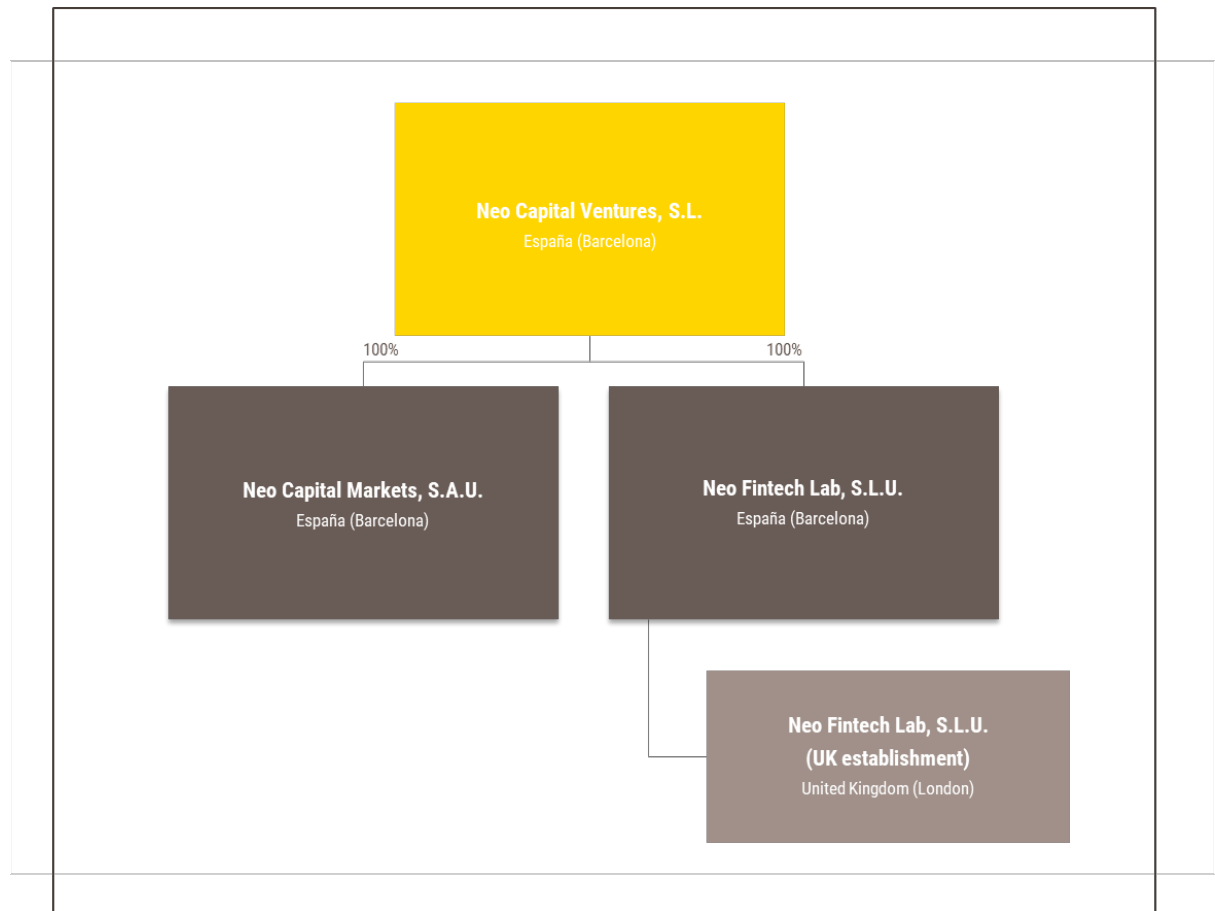 Neo Capital Ventures, S.L.
España (Barcelona)
100%
100%
Neo Capital Markets, S.A.U.
España (Barcelona)
Neo Fintech Lab, S.L.U.
España (Barcelona)
Neo Fintech Lab, S.L.U.
(UK establishment)
United Kingdom (London)